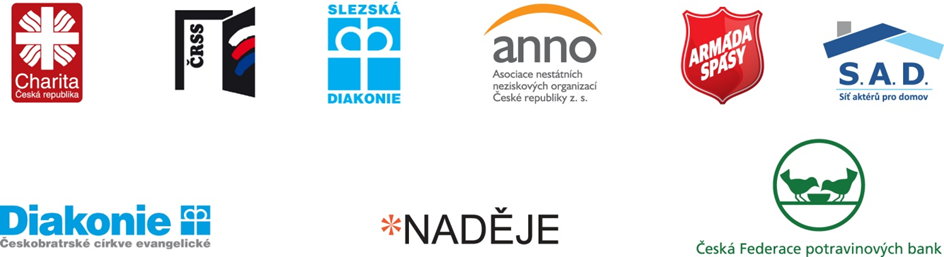 Charita
Česká republika
ČRSS
SLEZSKÁ
DIAKONIE
anno
Asociace nestátních
neziskových organizací
České republiky z. s.
ARMÁDA
SPÁSY
S.A.D.
Síť aktérů pro domov
Diakonie
Českobratrské církve evangelické
*NADĚJE
Česká Federace potravinových bank